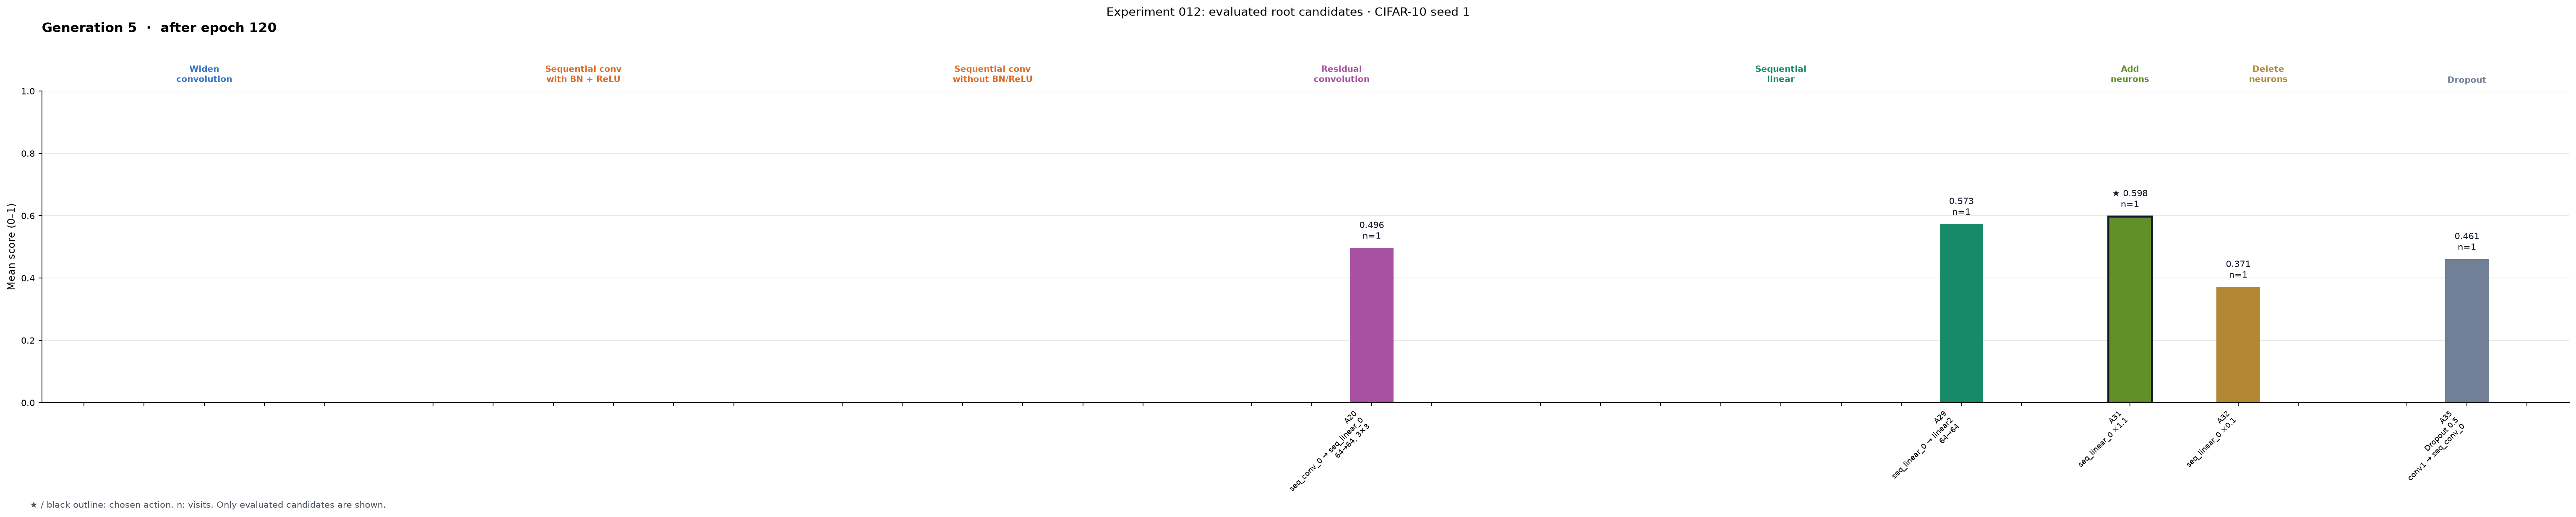 Experiment 012: evaluated root candidates · CIFAR-10 seed 1
Generation 5 · after epoch 120
Widen
convolution
Sequential conv
with BN + ReLU
Sequential conv
without BN/ReLU
Residual
convolution
Sequential
linear
Add
neurons
Delete
neurons
Dropout
Mean score (0–1)
1.0
0.8
0.6
0.4
0.2
0.0
0.496
n=1
0.573
n=1
★ 0.598
n=1
0.371
n=1
0.461
n=1
A20
seq_conv_0 → seq_linear_0
64→64, 3×3
A29
seq_linear_0 → linear2
64→64
A31
seq_linear_0 ×1.1
A32
seq_linear_0 ×0.1
A35
Dropout 0.5
conv1 → seq_conv_0
★ / black outline: chosen action. n: visits. Only evaluated candidates are shown.